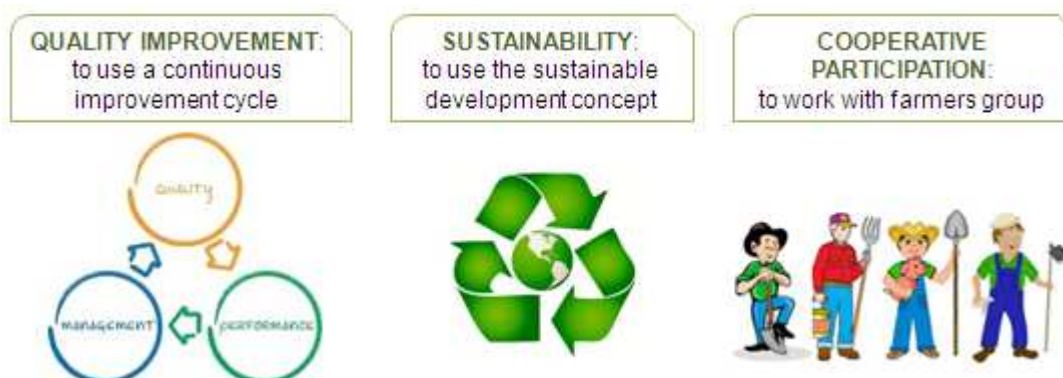 QUALITY IMPROVEMENT:
to use a continuous
improvement cycle
SUSTAINABILITY:
to use the sustainable
development concept
COOPERATIVE
PARTICIPATION:
to work with farmers group
QUALITY
MANAGEMENT
PERFORMANCE